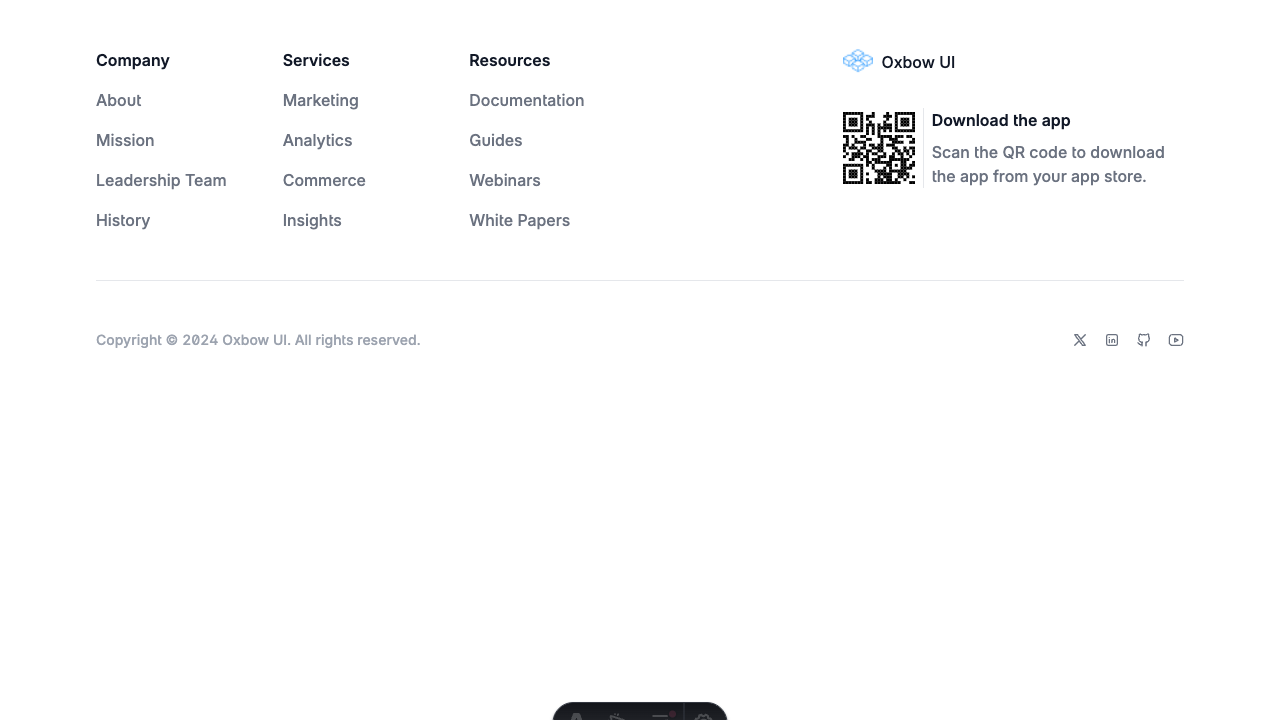 Company
About
Mission
Leadership Team
History
Services
Marketing
Analytics
Commerce
Insights
Resources
Documentation
Guides
Webinars
White Papers
Oxbow UI
Download the app
Scan the QR code to download
the app from your app store.
Copyright © 2024 Oxbow UI. All rights reserved.